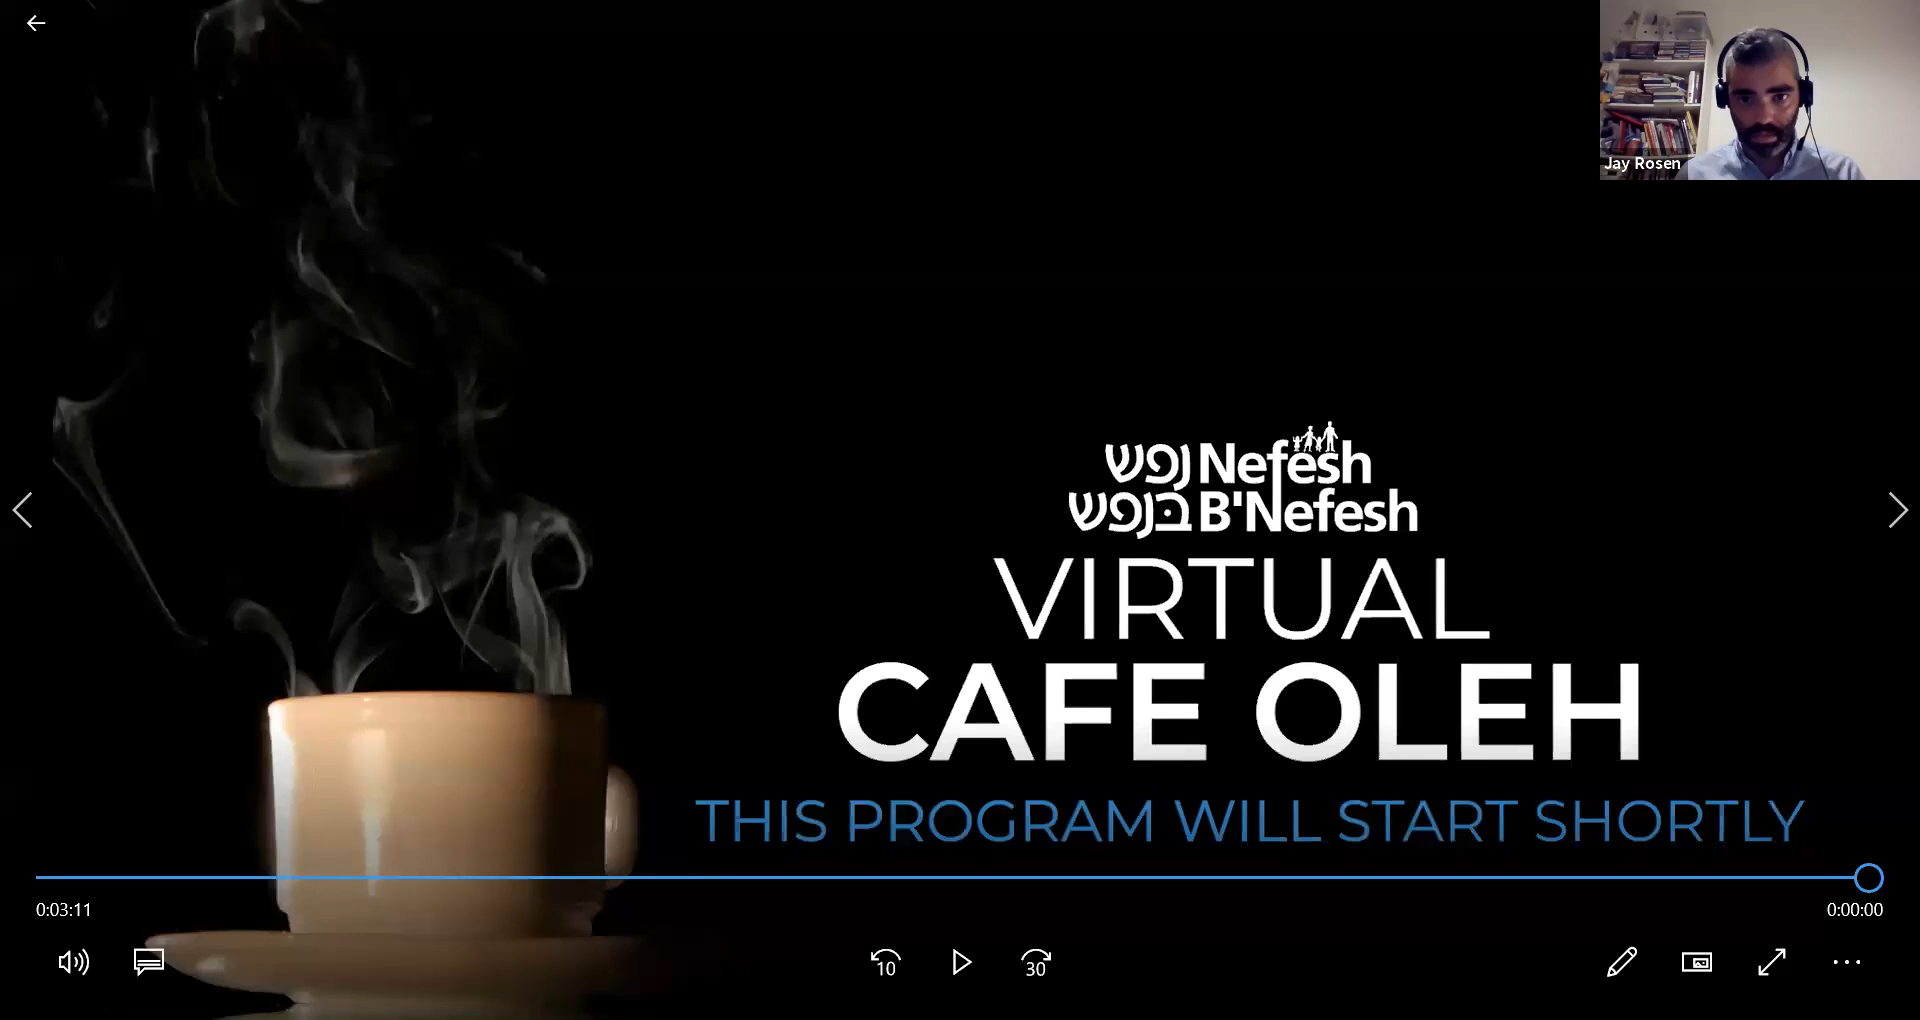 Jay Rosen
נפש Nefesh
בנפש B'Nefesh
VIRTUAL
CAFE OLEH
THIS PROGRAM WILL START SHORTLY
0:03:11
0:00:00
10
30